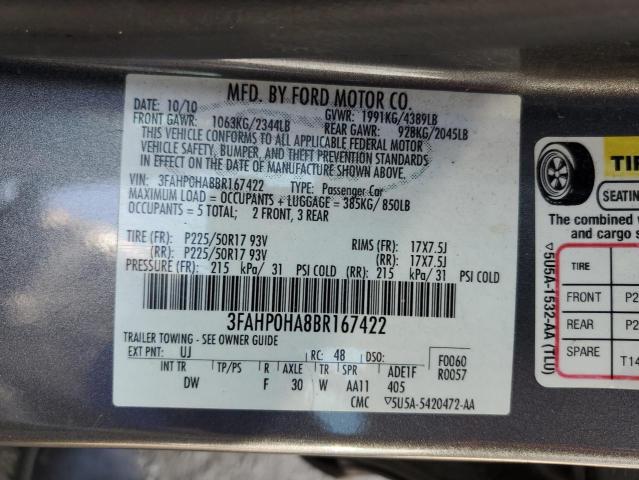 MFD. BY FORD MOTOR CO.
DATE: 10/10 GVWR: 1991KG/4389LB
FRONT GAWR: 1063KG/2344LB REAR GAWR: 928KG/2045LB
THIS VEHICLE CONFORMS TO ALL APPLICABLE FEDERAL MOTOR
VEHICLE SAFETY, BUMPER, AND THEFT PREVENTION STANDARDS
IN EFFECT ON THE DATE OF MANUFACTURE SHOWN ABOVE.
VIN: 3FAHP0HA8BR167422 TYPE: Passenger Car
MAXIMUM LOAD = OCCUPANTS + LUGGAGE = 385KG/ 850LB
OCCUPANTS = 5 TOTAL; 2 FRONT, 3 REAR
TIRE (FR): P225/50R17 93V RIMS (FR): 17X7.5J
(RR): P225/50R17 93V (RR): 17X7.5J
PRESSURE (FR): 215 kPa/ 31 PSI COLD (RR): 215 kPa/ 31 PSI COLD
3FAHP0HA8BR167422
TRAILER TOWING - SEE OWNER GUIDE
EXT PNT: UJ RC: 48 DSO: F0060
R0057
INT TR TP/PS R AXLE TR SPR ADE1F
DW F 30 W AA11 405
CMC ▽5U5A-5420472-AA
TIR
SEATIN
The combined
and cargo s
TIRE
FRONT P2
REAR P2
SPARE T14
▽5U5A-1532-AA (TLU)